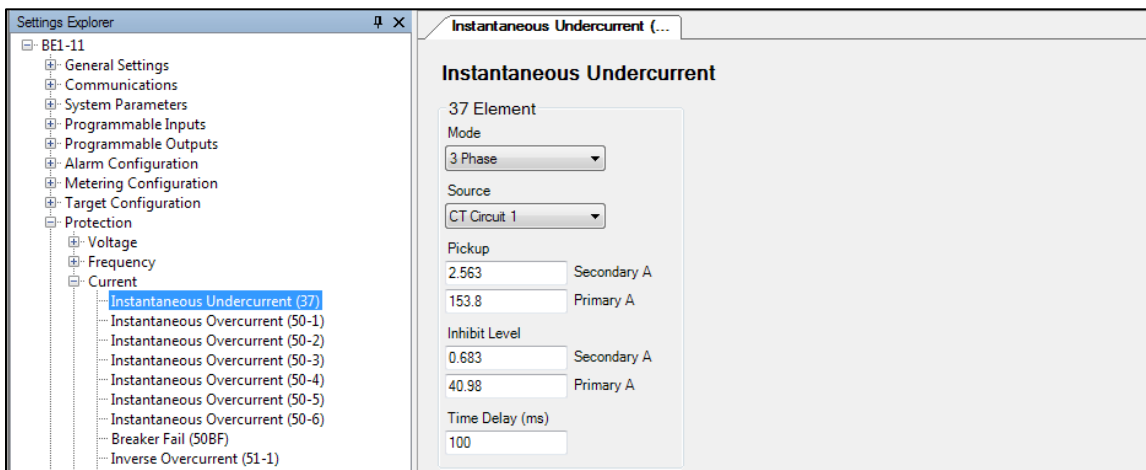 Settings Explorer
BE1-11
General Settings
Communications
System Parameters
Programmable Inputs
Programmable Outputs
Alarm Configuration
Metering Configuration
Target Configuration
Protection
Voltage
Frequency
Current
Instantaneous Undercurrent (37)
Instantaneous Overcurrent (50-1)
Instantaneous Overcurrent (50-2)
Instantaneous Overcurrent (50-3)
Instantaneous Overcurrent (50-4)
Instantaneous Overcurrent (50-5)
Instantaneous Overcurrent (50-6)
Breaker Fail (50BF)
Inverse Overcurrent (51-1)
Instantaneous Undercurrent (...
Instantaneous Undercurrent
37 Element
Mode
3 Phase
Source
CT Circuit 1
Pickup
2.563 Secondary A
153.8 Primary A
Inhibit Level
0.683 Secondary A
40.98 Primary A
Time Delay (ms)
100